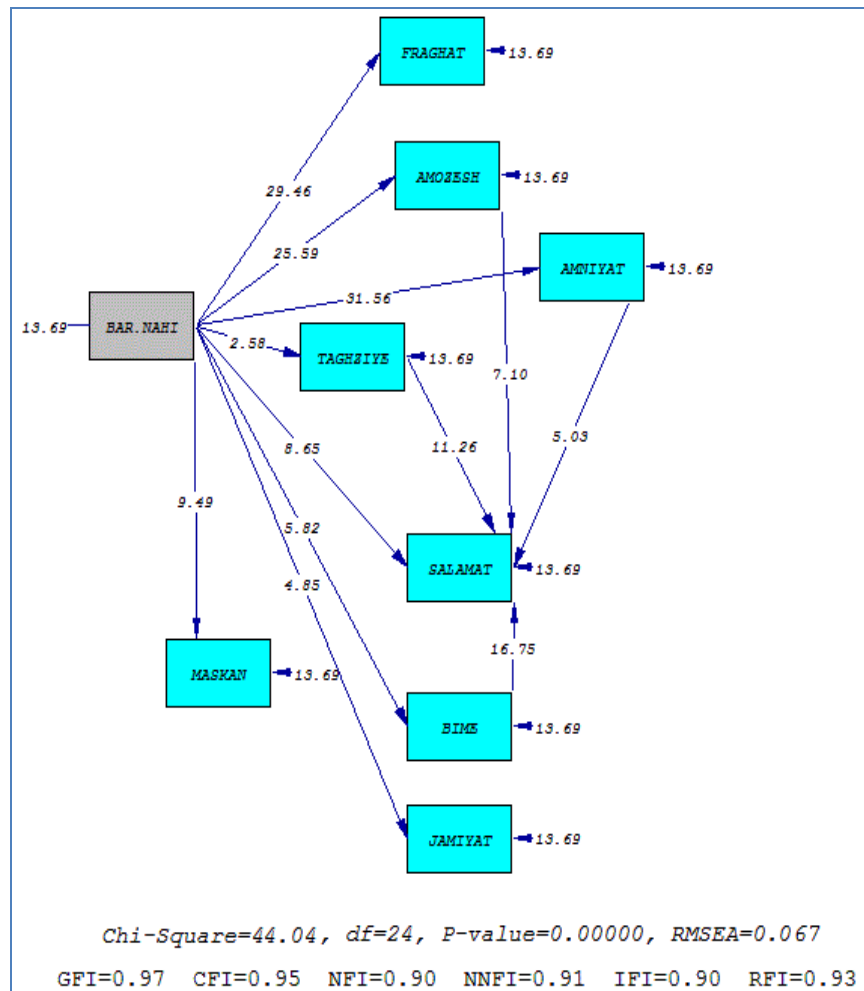 FRAGHAT
13.69
29.46
AMOZESH
13.69
25.59
AMNIYAT
13.69
31.56
13.69
BAR.NAHI
2.58
TAGHZIYE
13.69
7.10
11.26
5.03
8.65
9.49
5.82
4.85
SALAMAT
13.69
16.75
MASKAN
13.69
BIME
13.69
JAMIYAT
13.69
Chi-Square=44.04, df=24, P-value=0.00000, RMSEA=0.067
GFI=0.97 CFI=0.95 NFI=0.90 NNFI=0.91 IFI=0.90 RFI=0.93